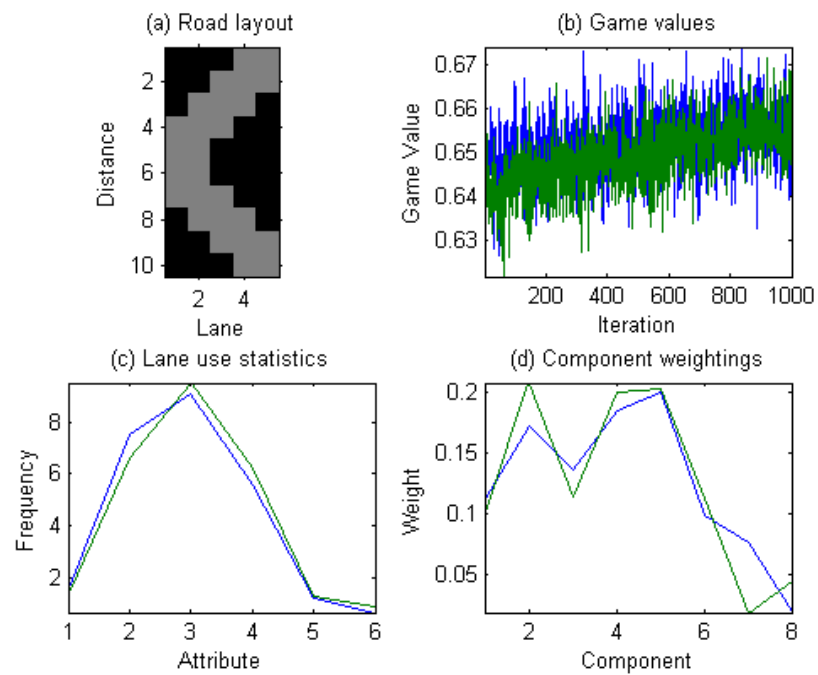 (a) Road layout
2
4
6
8
10
Distance
2 4
Lane
(b) Game values
0.67
0.66
0.65
0.64
0.63
Game Value
200 400 600 800 1000
Iteration
(c) Lane use statistics
8
6
4
2
Frequency
1 2 3 4 5 6
Attribute
(d) Component weightings
0.2
0.15
0.1
0.05
Weight
2 4 6 8
Component